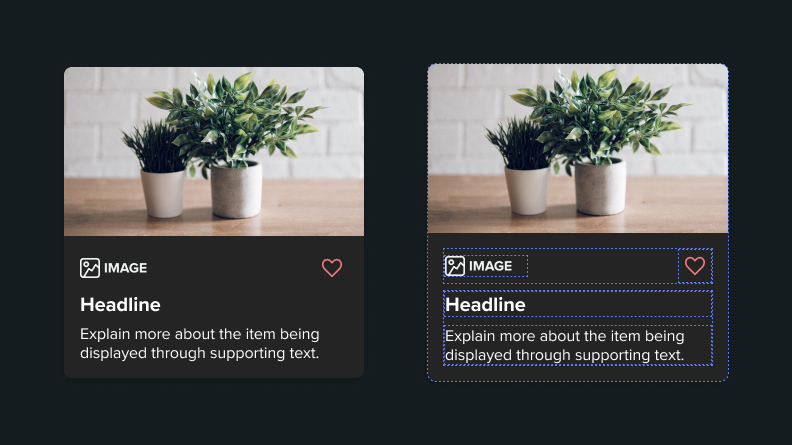 IMAGE
Headline
Explain more about the item being
displayed through supporting text.
IMAGE
Headline
Explain more about the item being
displayed through supporting text.